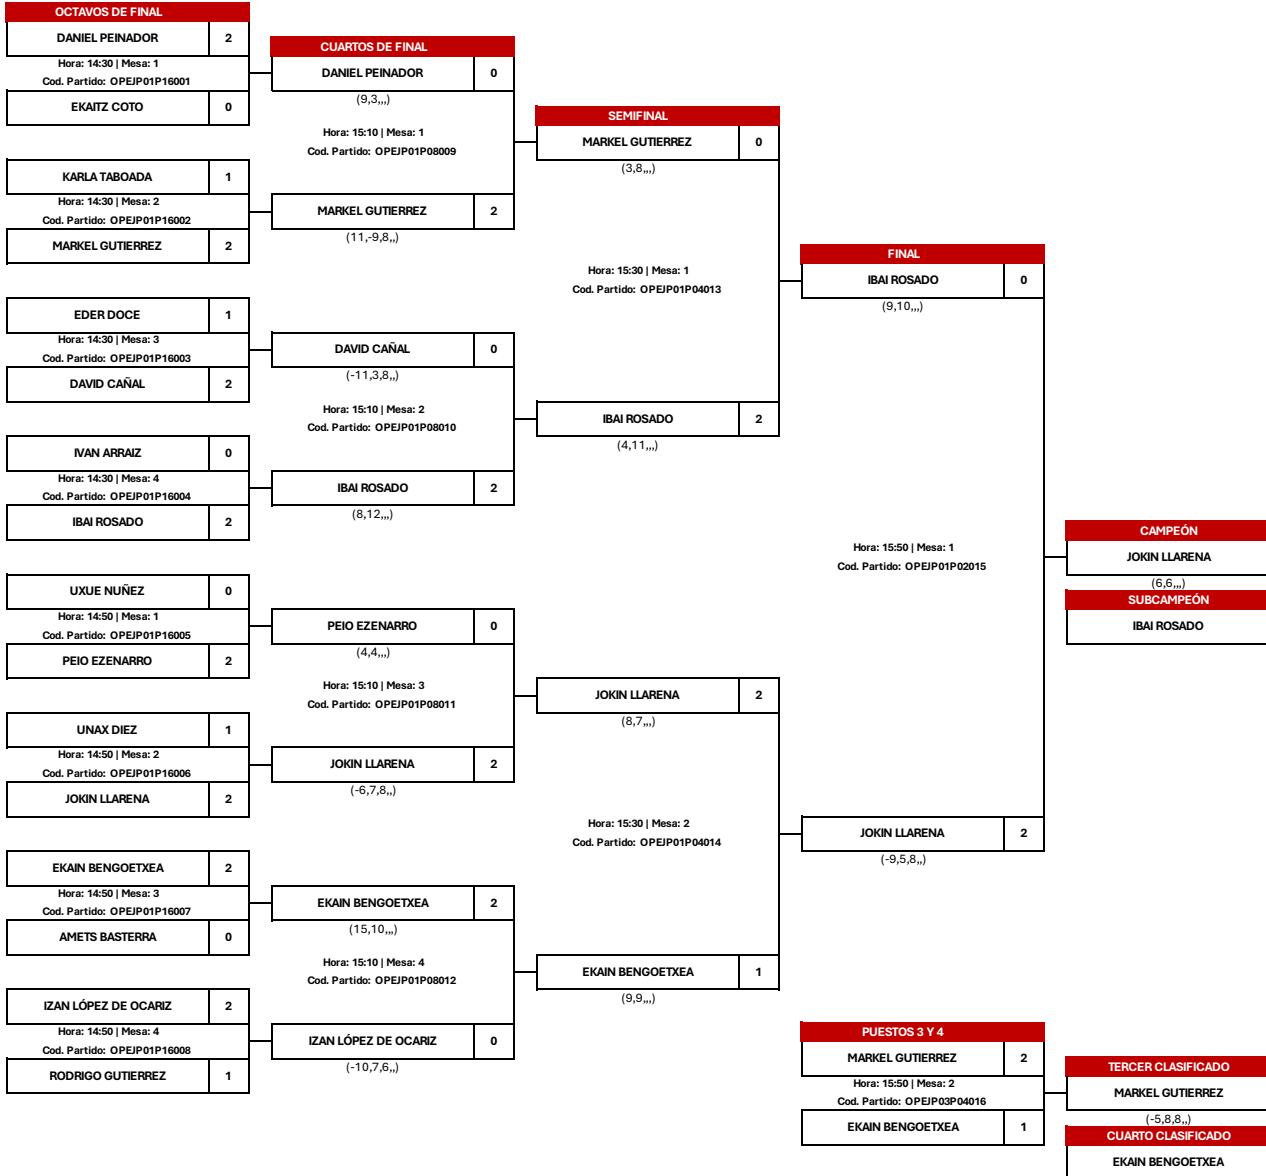 OCTAVOS DE FINAL
DANIEL PEINADOR 2
Hora: 14:30 | Mesa: 1
Cod. Partido: OPEJP01P16001
EKAITZ COTO 0
KARLA TABOADA 1
Hora: 14:30 | Mesa: 2
Cod. Partido: OPEJP01P16002
MARKEL GUTIERREZ 2
EDER DOCE 1
Hora: 14:30 | Mesa: 3
Cod. Partido: OPEJP01P16003
DAVID CAÑAL 2
IVAN ARRAIZ 0
Hora: 14:30 | Mesa: 4
Cod. Partido: OPEJP01P16004
IBAI ROSADO 2
UXUE NUÑEZ 0
Hora: 14:50 | Mesa: 1
Cod. Partido: OPEJP01P16005
PEIO EZENARRO 2
UNAX DIEZ 1
Hora: 14:50 | Mesa: 2
Cod. Partido: OPEJP01P16006
JOKIN LLARENA 2
EKAIN BENGOETXEA 2
Hora: 14:50 | Mesa: 3
Cod. Partido: OPEJP01P16007
AMETS BASTERRA 0
IZAN LÓPEZ DE OCARIZ 2
Hora: 14:50 | Mesa: 4
Cod. Partido: OPEJP01P16008
RODRIGO GUTIERREZ 1
CUARTOS DE FINAL
DANIEL PEINADOR 0
(9,3,,,)
Hora: 15:10 | Mesa: 1
Cod. Partido: OPEJP01P08009
MARKEL GUTIERREZ 2
(11,-9,8,,)
DAVID CAÑAL 0
(-11,3,8,,)
Hora: 15:10 | Mesa: 2
Cod. Partido: OPEJP01P08010
IBAI ROSADO 2
(8,12,,,)
PEIO EZENARRO 0
(4,4,,,)
Hora: 15:10 | Mesa: 3
Cod. Partido: OPEJP01P08011
JOKIN LLARENA 2
(-6,7,8,,)
EKAIN BENGOETXEA 2
(15,10,,,)
Hora: 15:10 | Mesa: 4
Cod. Partido: OPEJP01P08012
IZAN LÓPEZ DE OCARIZ 0
(-10,7,6,,)
SEMIFINAL
MARKEL GUTIERREZ 0
(3,8,,,)
Hora: 15:30 | Mesa: 1
Cod. Partido: OPEJP01P04013
IBAI ROSADO 2
(4,11,,,)
JOKIN LLARENA 2
(8,7,,,)
Hora: 15:30 | Mesa: 2
Cod. Partido: OPEJP01P04014
EKAIN BENGOETXEA 1
(9,9,,,)
FINAL
IBAI ROSADO 0
(9,10,,,)
Hora: 15:50 | Mesa: 1
Cod. Partido: OPEJP01P02015
JOKIN LLARENA 2
(-9,5,8,,)
CAMPEÓN
JOKIN LLARENA
(6,6,,,)
SUBCAMPEÓN
IBAI ROSADO
PUESTOS 3 Y 4
MARKEL GUTIERREZ 2
Hora: 15:50 | Mesa: 2
Cod. Partido: OPEJP03P04016
EKAIN BENGOETXEA 1
TERCER CLASIFICADO
MARKEL GUTIERREZ
(-5,8,8,,)
CUARTO CLASIFICADO
EKAIN BENGOETXEA